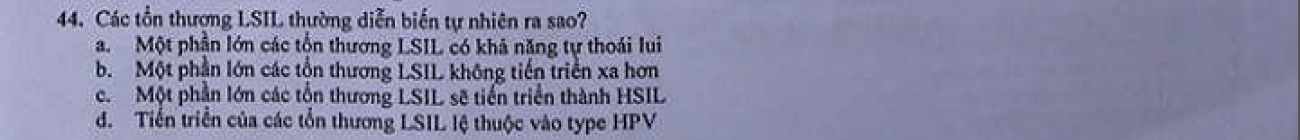 44. Các tổn thương LSIL thường diễn biến tự nhiên ra sao?
a. Một phần lớn các tổn thương LSIL có khả năng tự thoái lui
b. Một phần lớn các tổn thương LSIL không tiến triển xa hơn
c. Một phần lớn các tổn thương LSIL sẽ tiến triển thành HSIL
d. Tiến triển của các tổn thương LSIL lệ thuộc vào type HPV